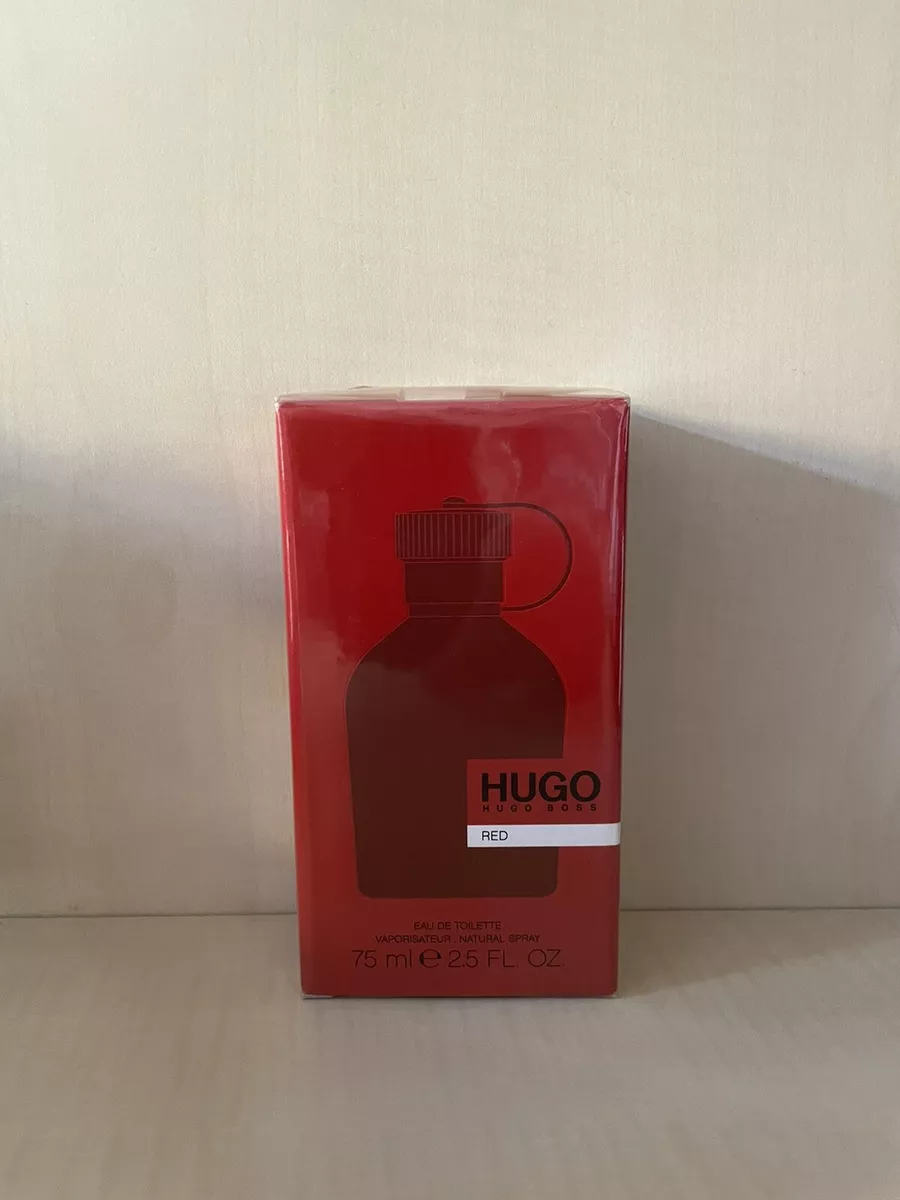 HUGO
HUGO BOSS
RED
EAU DE TOILETTE
VAPORISATEUR . NATURAL SPRAY
75 ml e 2.5 FL. OZ.